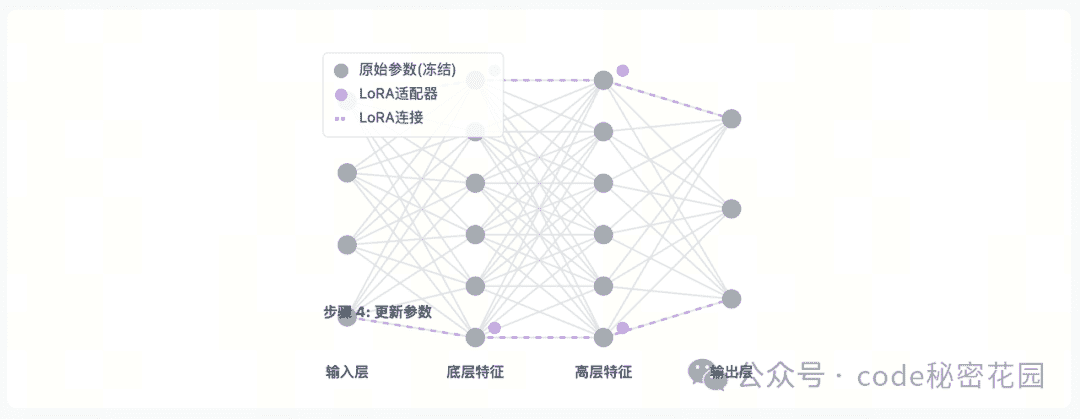 原始参数(冻结)
LoRA适配器
LoRA连接
步骤 4: 更新参数
输入层
底层特征
高层特征
输出层
公众号 · code秘密花园